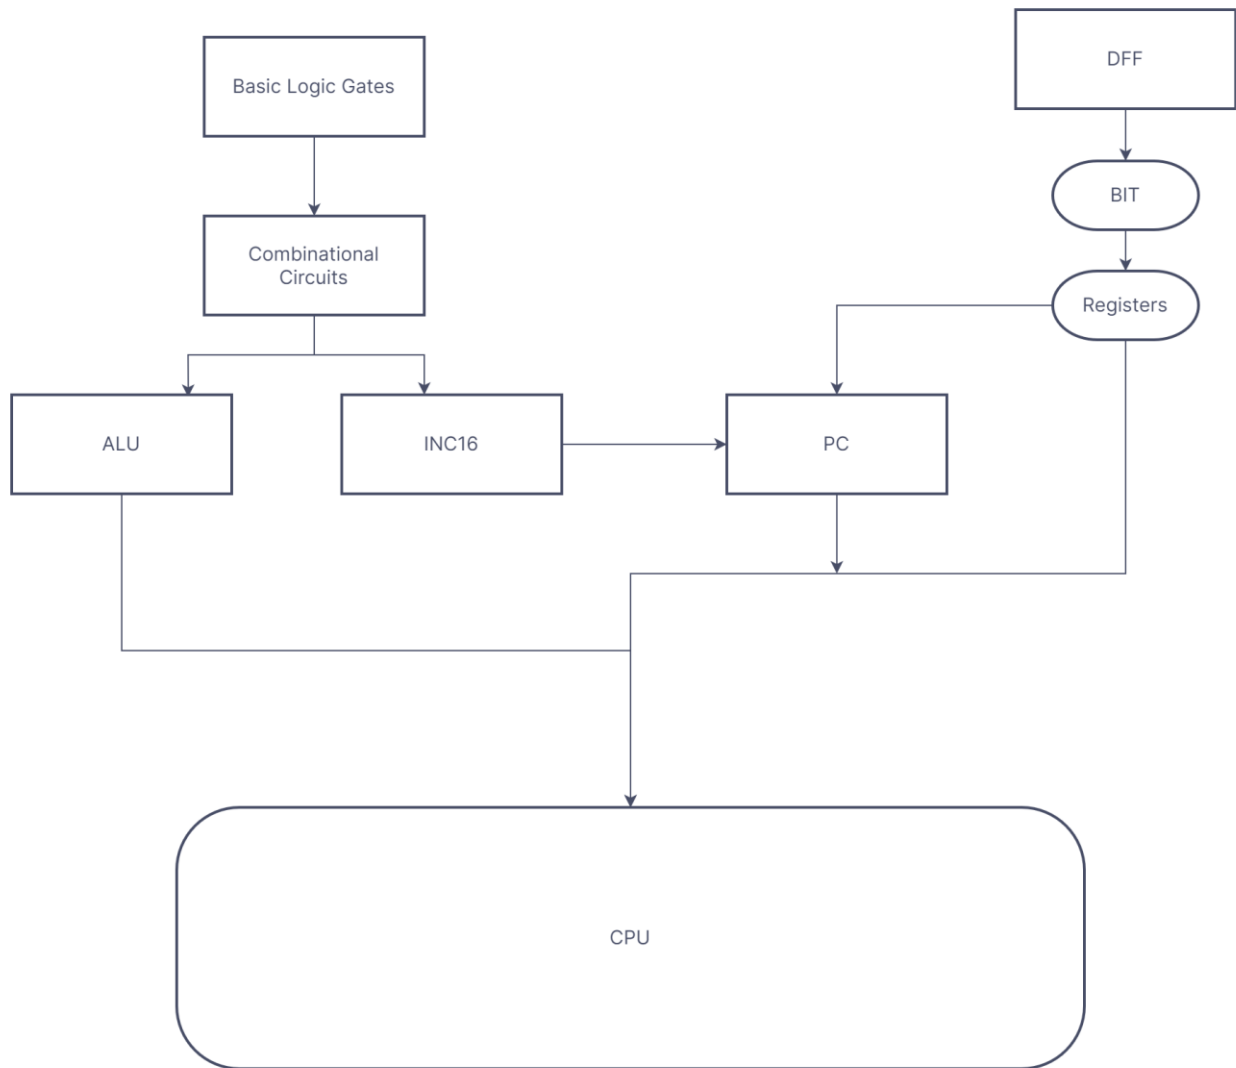 DFF
Basic Logic Gates
BIT
Combinational
Circuits
Registers
ALU
INC16
PC
CPU